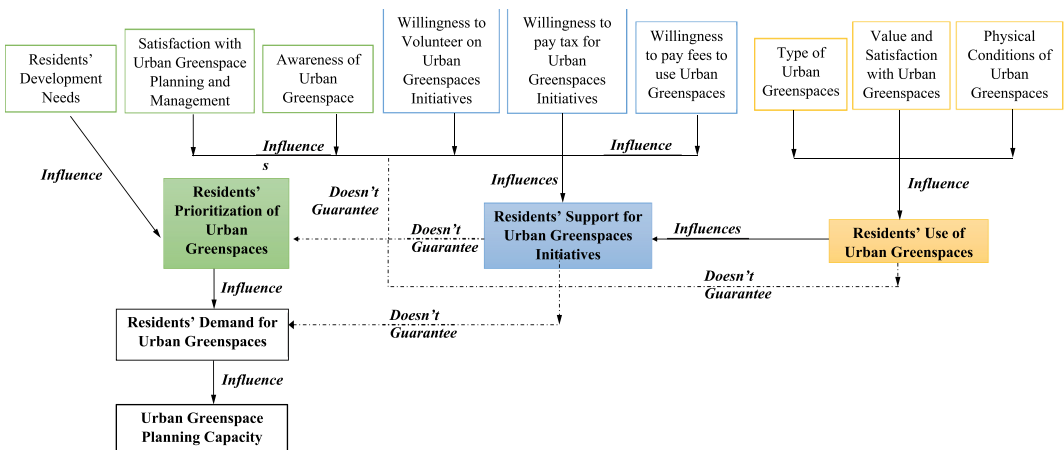 Residents'
Development
Needs
Satisfaction with
Urban Greenspace
Planning and
Management
Awareness of
Urban
Greenspace
Willingness to
Volunteer on
Urban
Greenspaces
Initiatives
Willingness to
pay tax for
Urban
Greenspaces
Initiatives
Willingness
to pay fees to
use Urban
Greenspaces
Type of
Urban
Greenspaces
Value and
Satisfaction
with Urban
Greenspaces
Physical
Conditions of
Urban
Greenspaces
Influence
s
Influence
Influence
Influences
Influence
Doesn't
Guarantee
Residents'
Prioritization of
Urban
Greenspaces
Doesn't
Guarantee
Residents' Support for
Urban Greenspaces
Initiatives
Influences
Residents' Use of
Urban Greenspaces
Doesn't
Guarantee
Influence
Residents' Demand for
Urban Greenspaces
Doesn't
Guarantee
Influence
Urban Greenspace
Planning Capacity